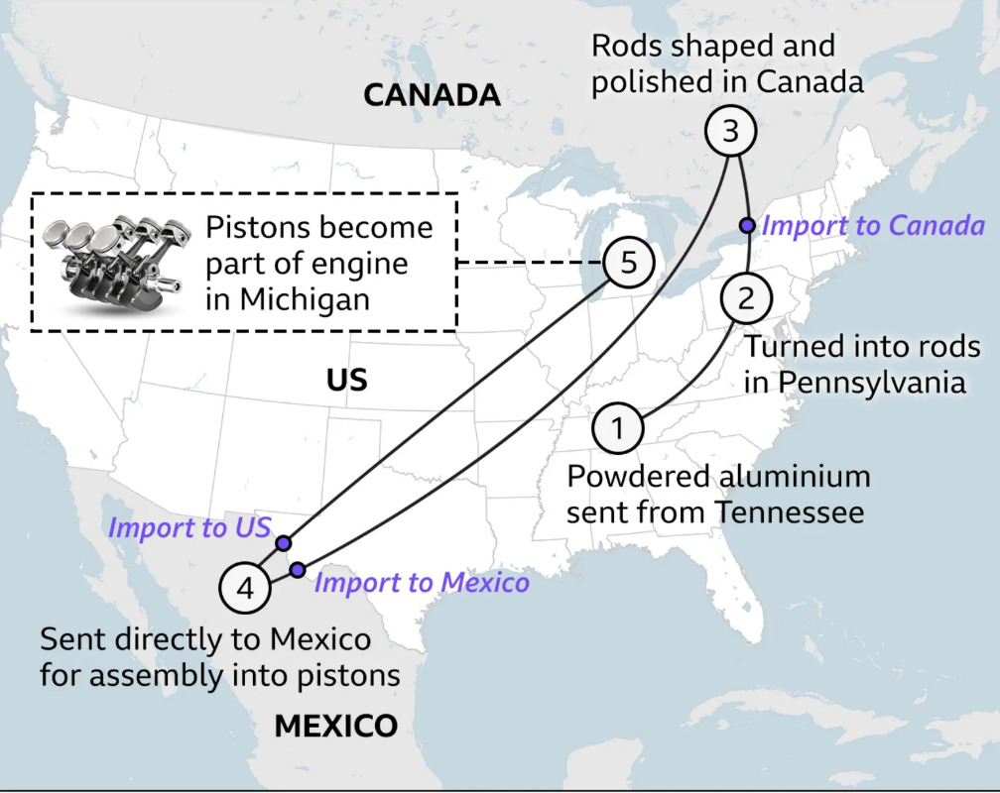 CANADA
Rods shaped and
polished in Canada
3
Import to Canada
Pistons become
part of engine
in Michigan
5
2
Turned into rods
in Pennsylvania
US
1
Powdered aluminium
sent from Tennessee
Import to US
4
Import to Mexico
Sent directly to Mexico
for assembly into pistons
MEXICO